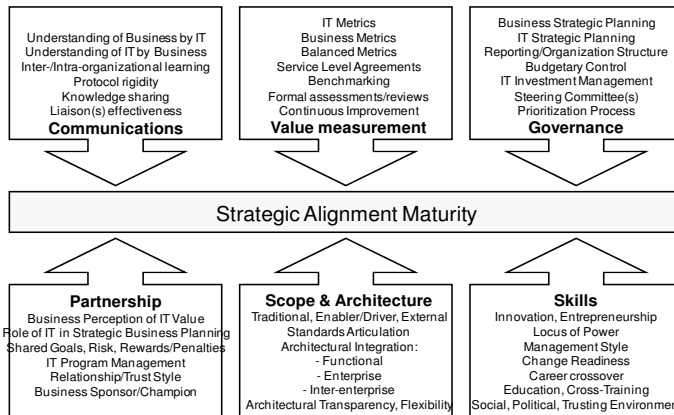 Understanding of Business by IT
Understanding of IT by Business
Inter-/Intra-organizational learning
Protocol rigidity
Knowledge sharing
Liaison(s) effectiveness
Communications
IT Metrics
Business Metrics
Balanced Metrics
Service Level Agreements
Benchmarking
Formal assessments/reviews
Continuous Improvement
Value measurement
Business Strategic Planning
IT Strategic Planning
Reporting/Organization Structure
Budgetary Control
IT Investment Management
Steering Committee(s)
Prioritization Process
Governance
Strategic Alignment Maturity
Partnership
Business Perception of IT Value
Role of IT in Strategic Business Planning
Shared Goals, Risk, Rewards/Penalties
IT Program Management
Relationship/Trust Style
Business Sponsor/Champion
Scope & Architecture
Traditional, Enabler/Driver, External
Standards Articulation
Architectural Integration:
- Functional
- Enterprise
- Inter-enterprise
Architectural Transparency, Flexibility
Skills
Innovation, Entrepreneurship
Locus of Power
Management Style
Change Readiness
Career crossover
Education, Cross-Training
Social, Political, Trusting Environment